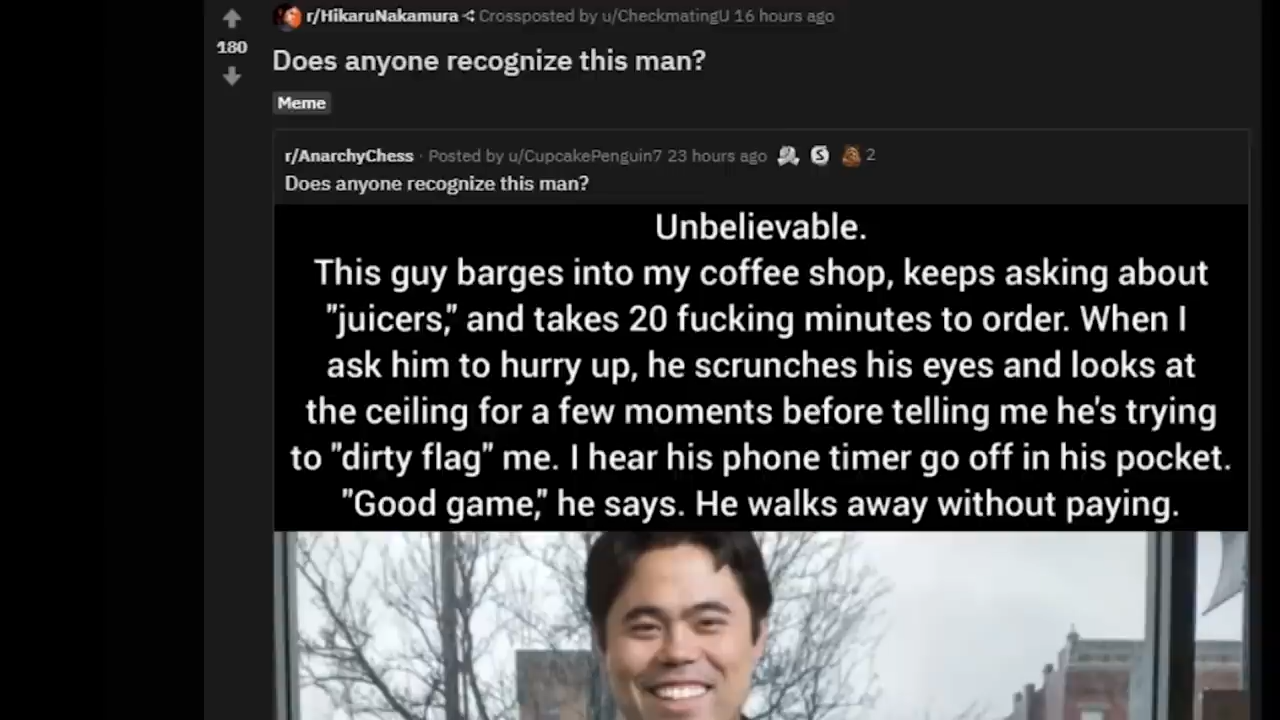 r/HikaruNakamura Crossposted by u/CheckmatingU 16 hours ago
180
Does anyone recognize this man?
Meme
r/AnarchyChess · Posted by u/CupcakePenguin7 23 hours ago S 2
Does anyone recognize this man?
Unbelievable.
This guy barges into my coffee shop, keeps asking about
"juicers," and takes 20 fucking minutes to order. When I
ask him to hurry up, he scrunches his eyes and looks at
the ceiling for a few moments before telling me he's trying
to "dirty flag" me. I hear his phone timer go off in his pocket.
"Good game," he says. He walks away without paying.